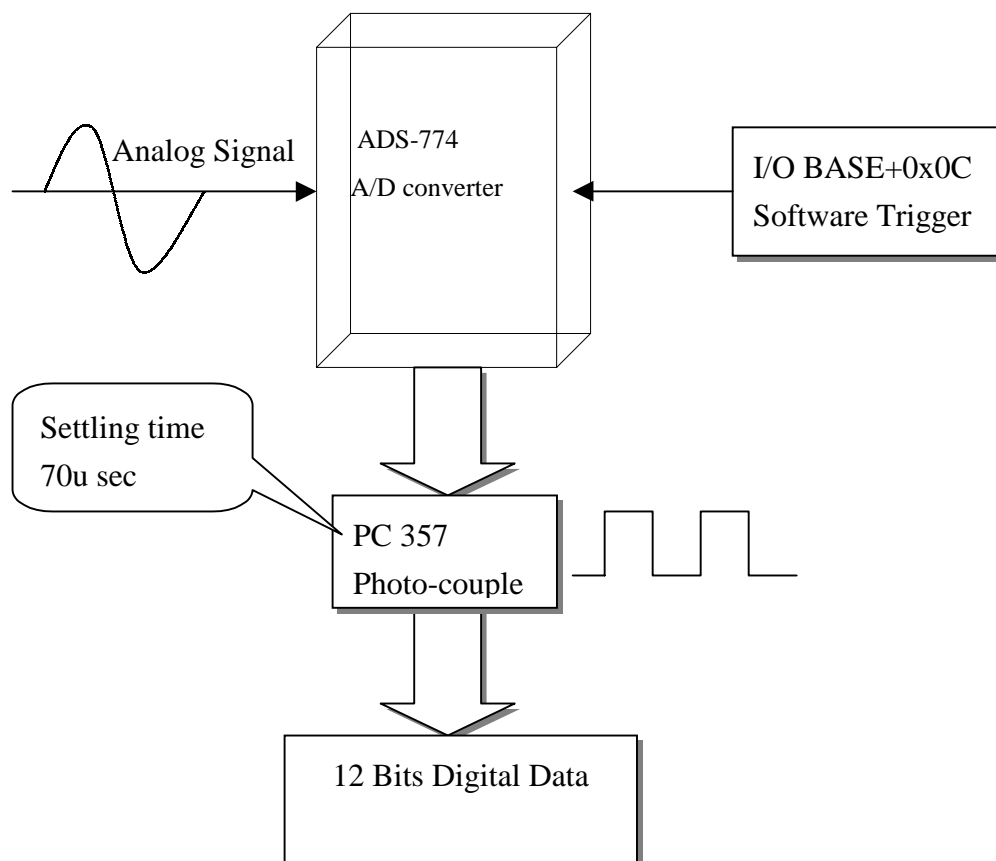 Analog Signal
ADS-774
A/D converter
I/O BASE+0x0C
Software Trigger
Settling time
70u sec
PC 357
Photo-couple
12 Bits Digital Data